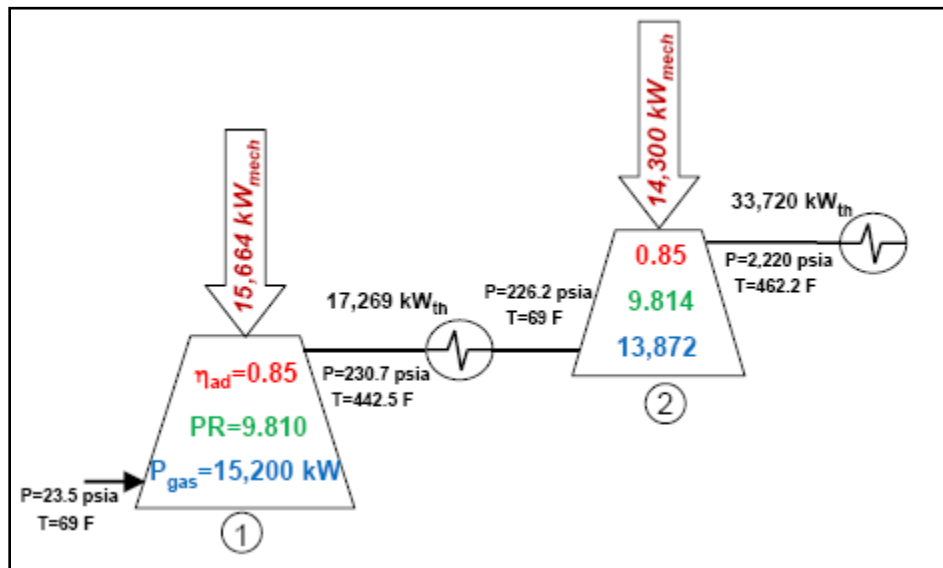 15,664 kWmech
14,300 kWmech
33,720 kWth
17,269 kWth
P=226.2 psia
T=69 F
0.85
9.814
13,872
P=2,220 psia
T=462.2 F
2
ηad=0.85
PR=9.810
Pgas=15,200 kW
P=230.7 psia
T=442.5 F
P=23.5 psia
T=69 F
1